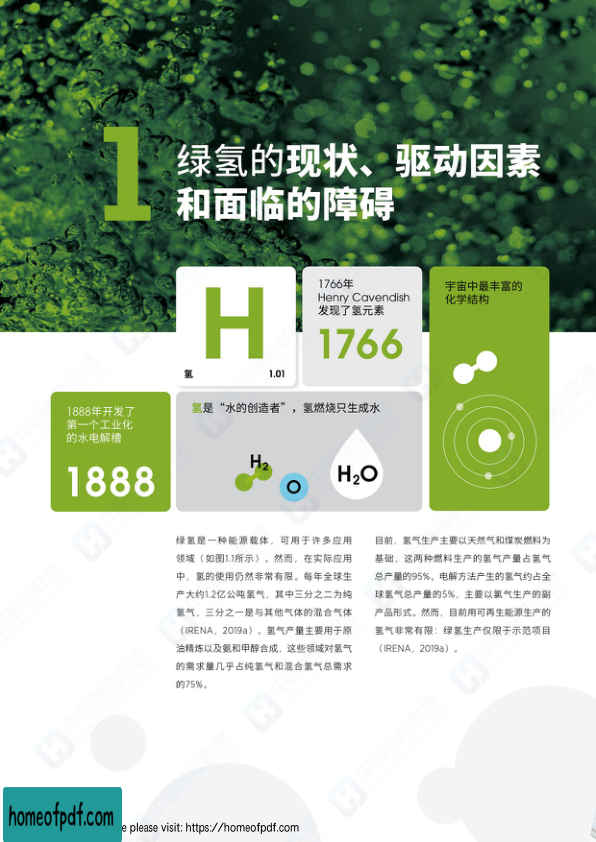 1
绿氢的现状、驱动因素
和面临的障碍
H
氢 1.01
1766年
Henry Cavendish
发现了氢元素
1766
宇宙中最丰富的
化学结构
1888年开发了
第一个工业化
的水电解槽
1888
氢是“水的创造者”，氢燃烧只生成水
H₂
O
H₂O
绿氢是一种能源载体，可用于许多应用
领域（如图1.1所示）。然而，在实际应用
中，氢的使用仍然非常有限。每年全球生
产大约1.2亿公吨氢气，其中三分之二为纯
氢气，三分之一是与其他气体的混合气体
（IRENA，2019a）。氢气产量主要用于原
油精炼以及氨和甲醇合成，这些领域对氢气
的需求量几乎占纯氢气和混合氢气总需求
的75%。
目前，氢气生产主要以天然气和煤炭燃料为
基础，这两种燃料生产的氢气产量占氢气
总产量的95%。电解方法产生的氢气约占全
球氢气总产量的5%，主要以氯气生产的副
产品形式。然而，目前用可再生能源生产的
氢气非常有限：绿氢生产仅限于示范项目
（IRENA，2019a）。
homeofpdf.com
e please visit: https://homeofpdf.com